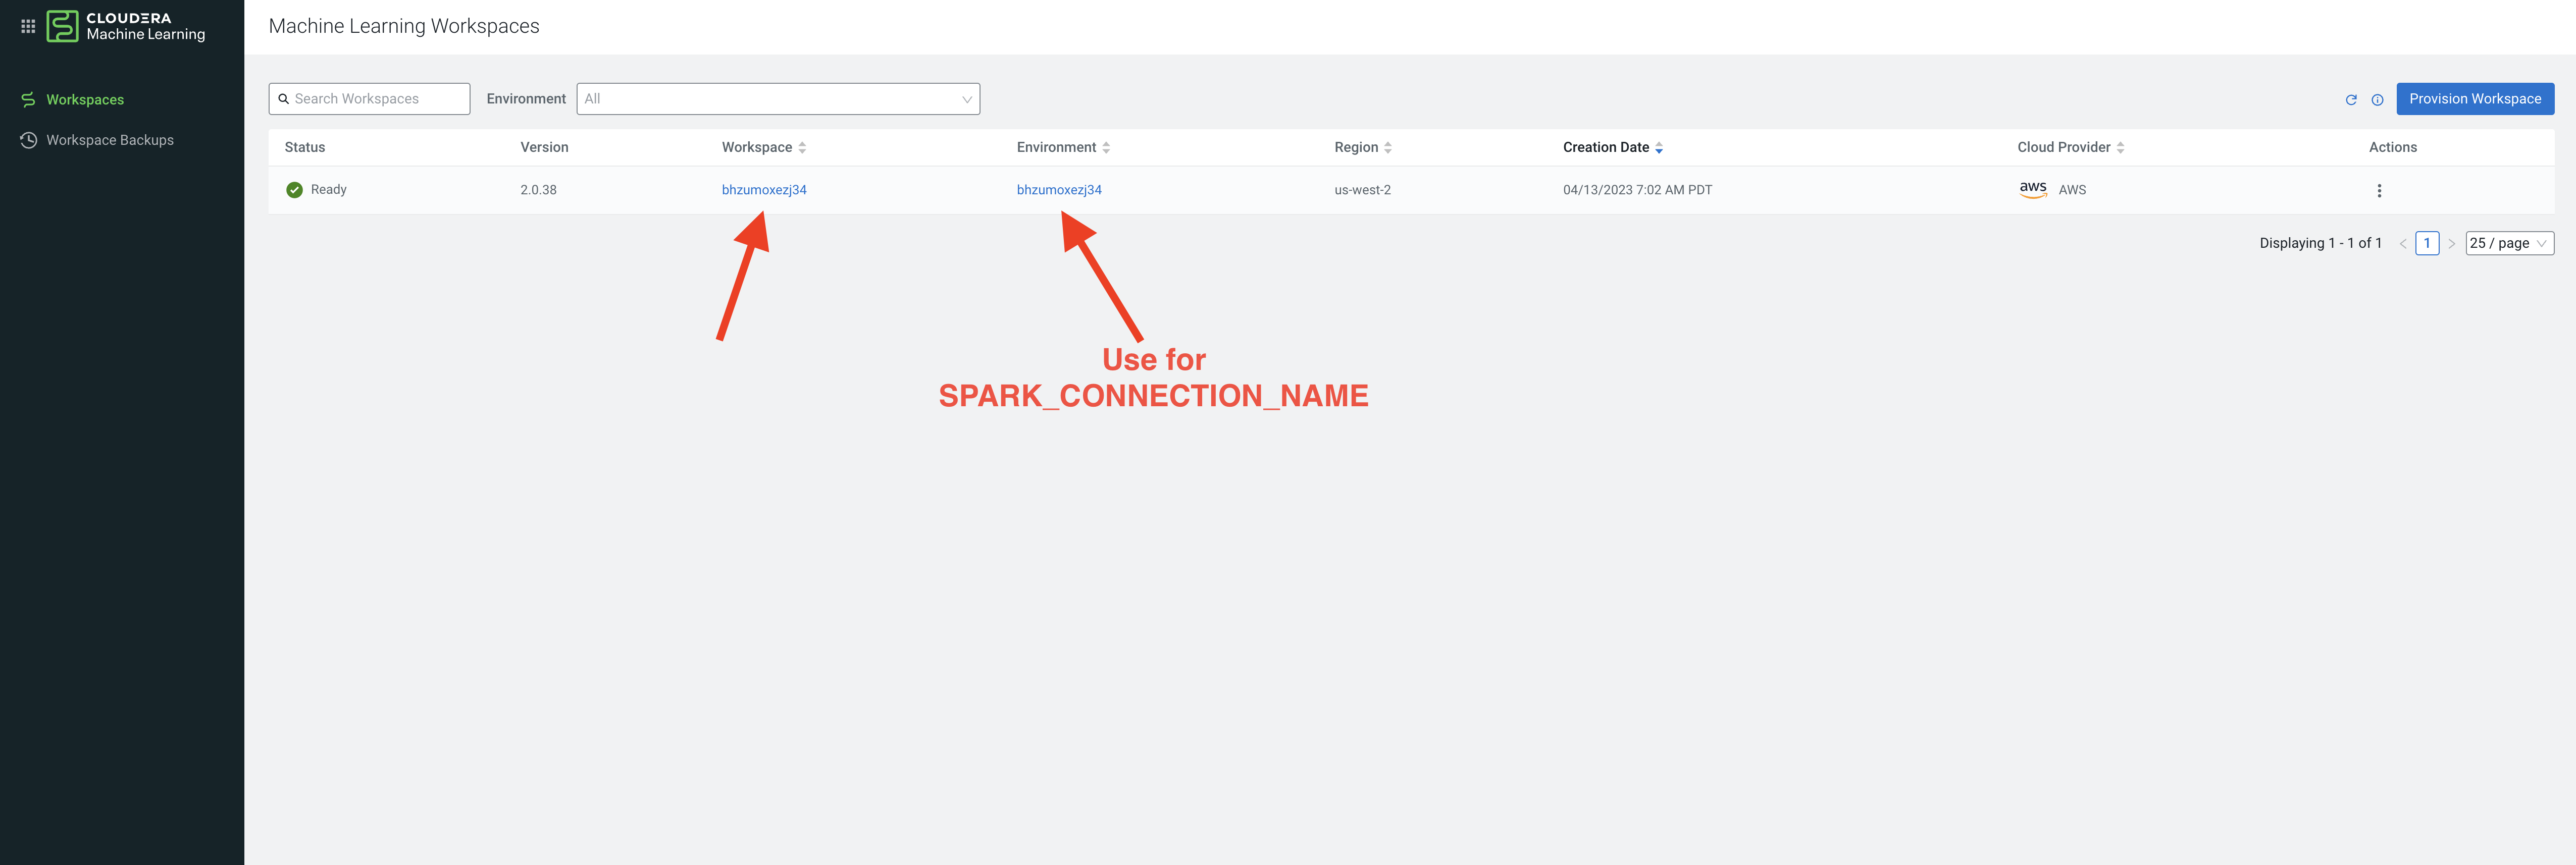 CLOUDERA
Machine Learning
Machine Learning Workspaces
Workspaces
Workspace Backups
Search Workspaces Environment All Provision Workspace
Status Version Workspace Environment Region Creation Date Cloud Provider Actions
Ready 2.0.38 bhzumoxezj34 bhzumoxezj34 us-west-2 04/13/2023 7:02 AM PDT aws AWS
Displaying 1 - 1 of 1 < 1 > 25 / page
Use for
SPARK_CONNECTION_NAME